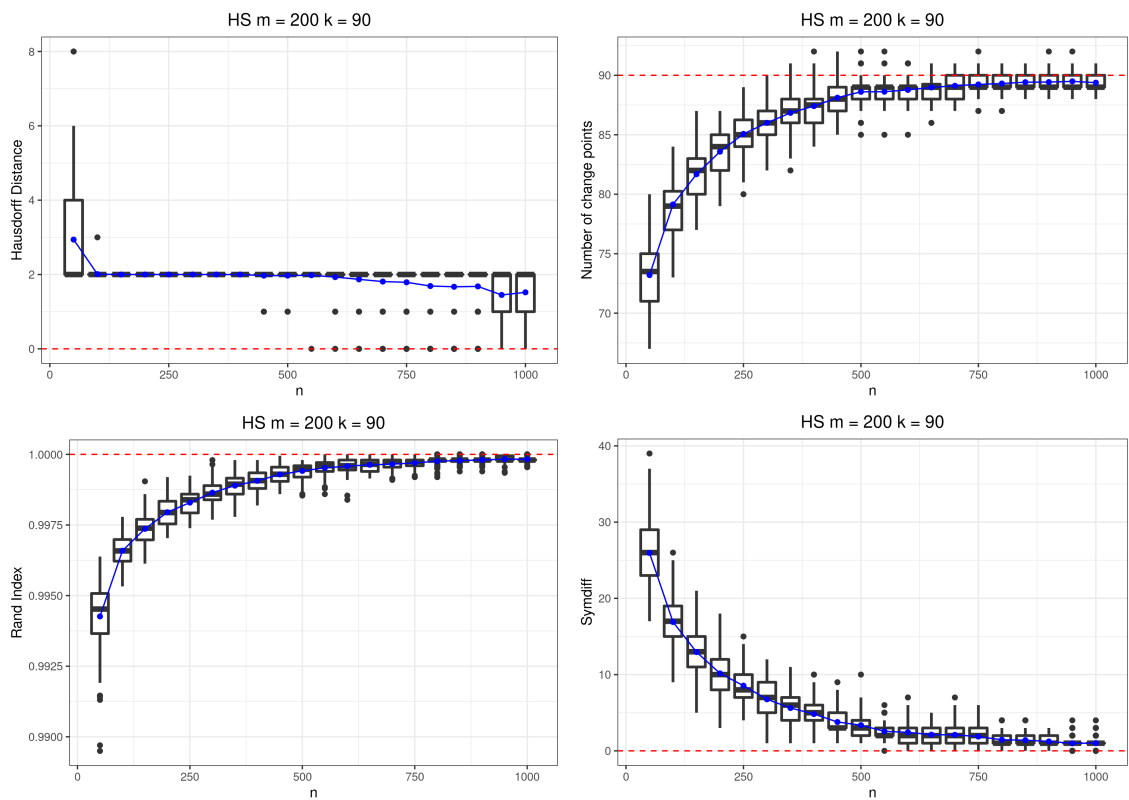 HS m = 200 k = 90
Hausdorff Distance
8
6
4
2
0
0 250 500 750 1000
n
HS m = 200 k = 90
Number of change points
90
85
80
75
70
0 250 500 750 1000
n
HS m = 200 k = 90
Rand Index
1.0000
0.9975
0.9950
0.9925
0.9900
0 250 500 750 1000
n
HS m = 200 k = 90
Symdiff
40
30
20
10
0
0 250 500 750 1000
n